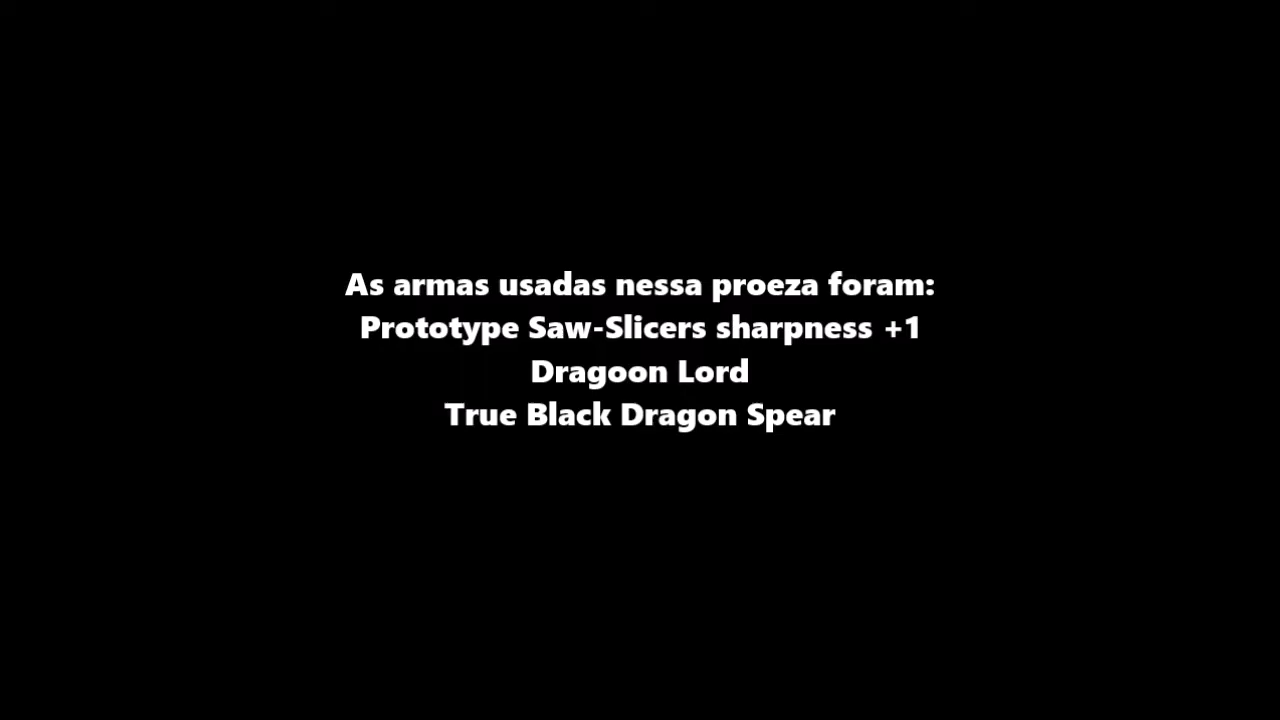 As armas usadas nessa proeza foram:
Prototype Saw-Slicers sharpness +1
Dragoon Lord
True Black Dragon Spear